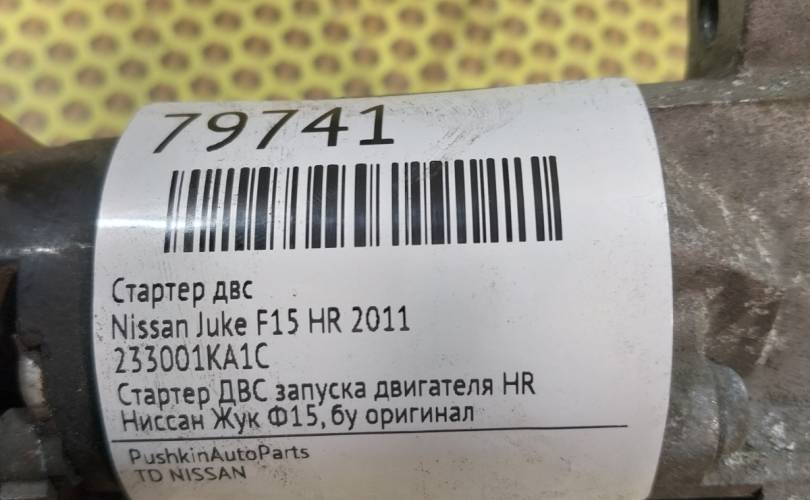 79741
Стартер двс
Nissan Juke F15 HR 2011
233001KA1C
Стартер ДВС запуска двигателя HR
Ниссан Жук Ф15, бу оригинал
PushkinAutoParts
TD NISSAN